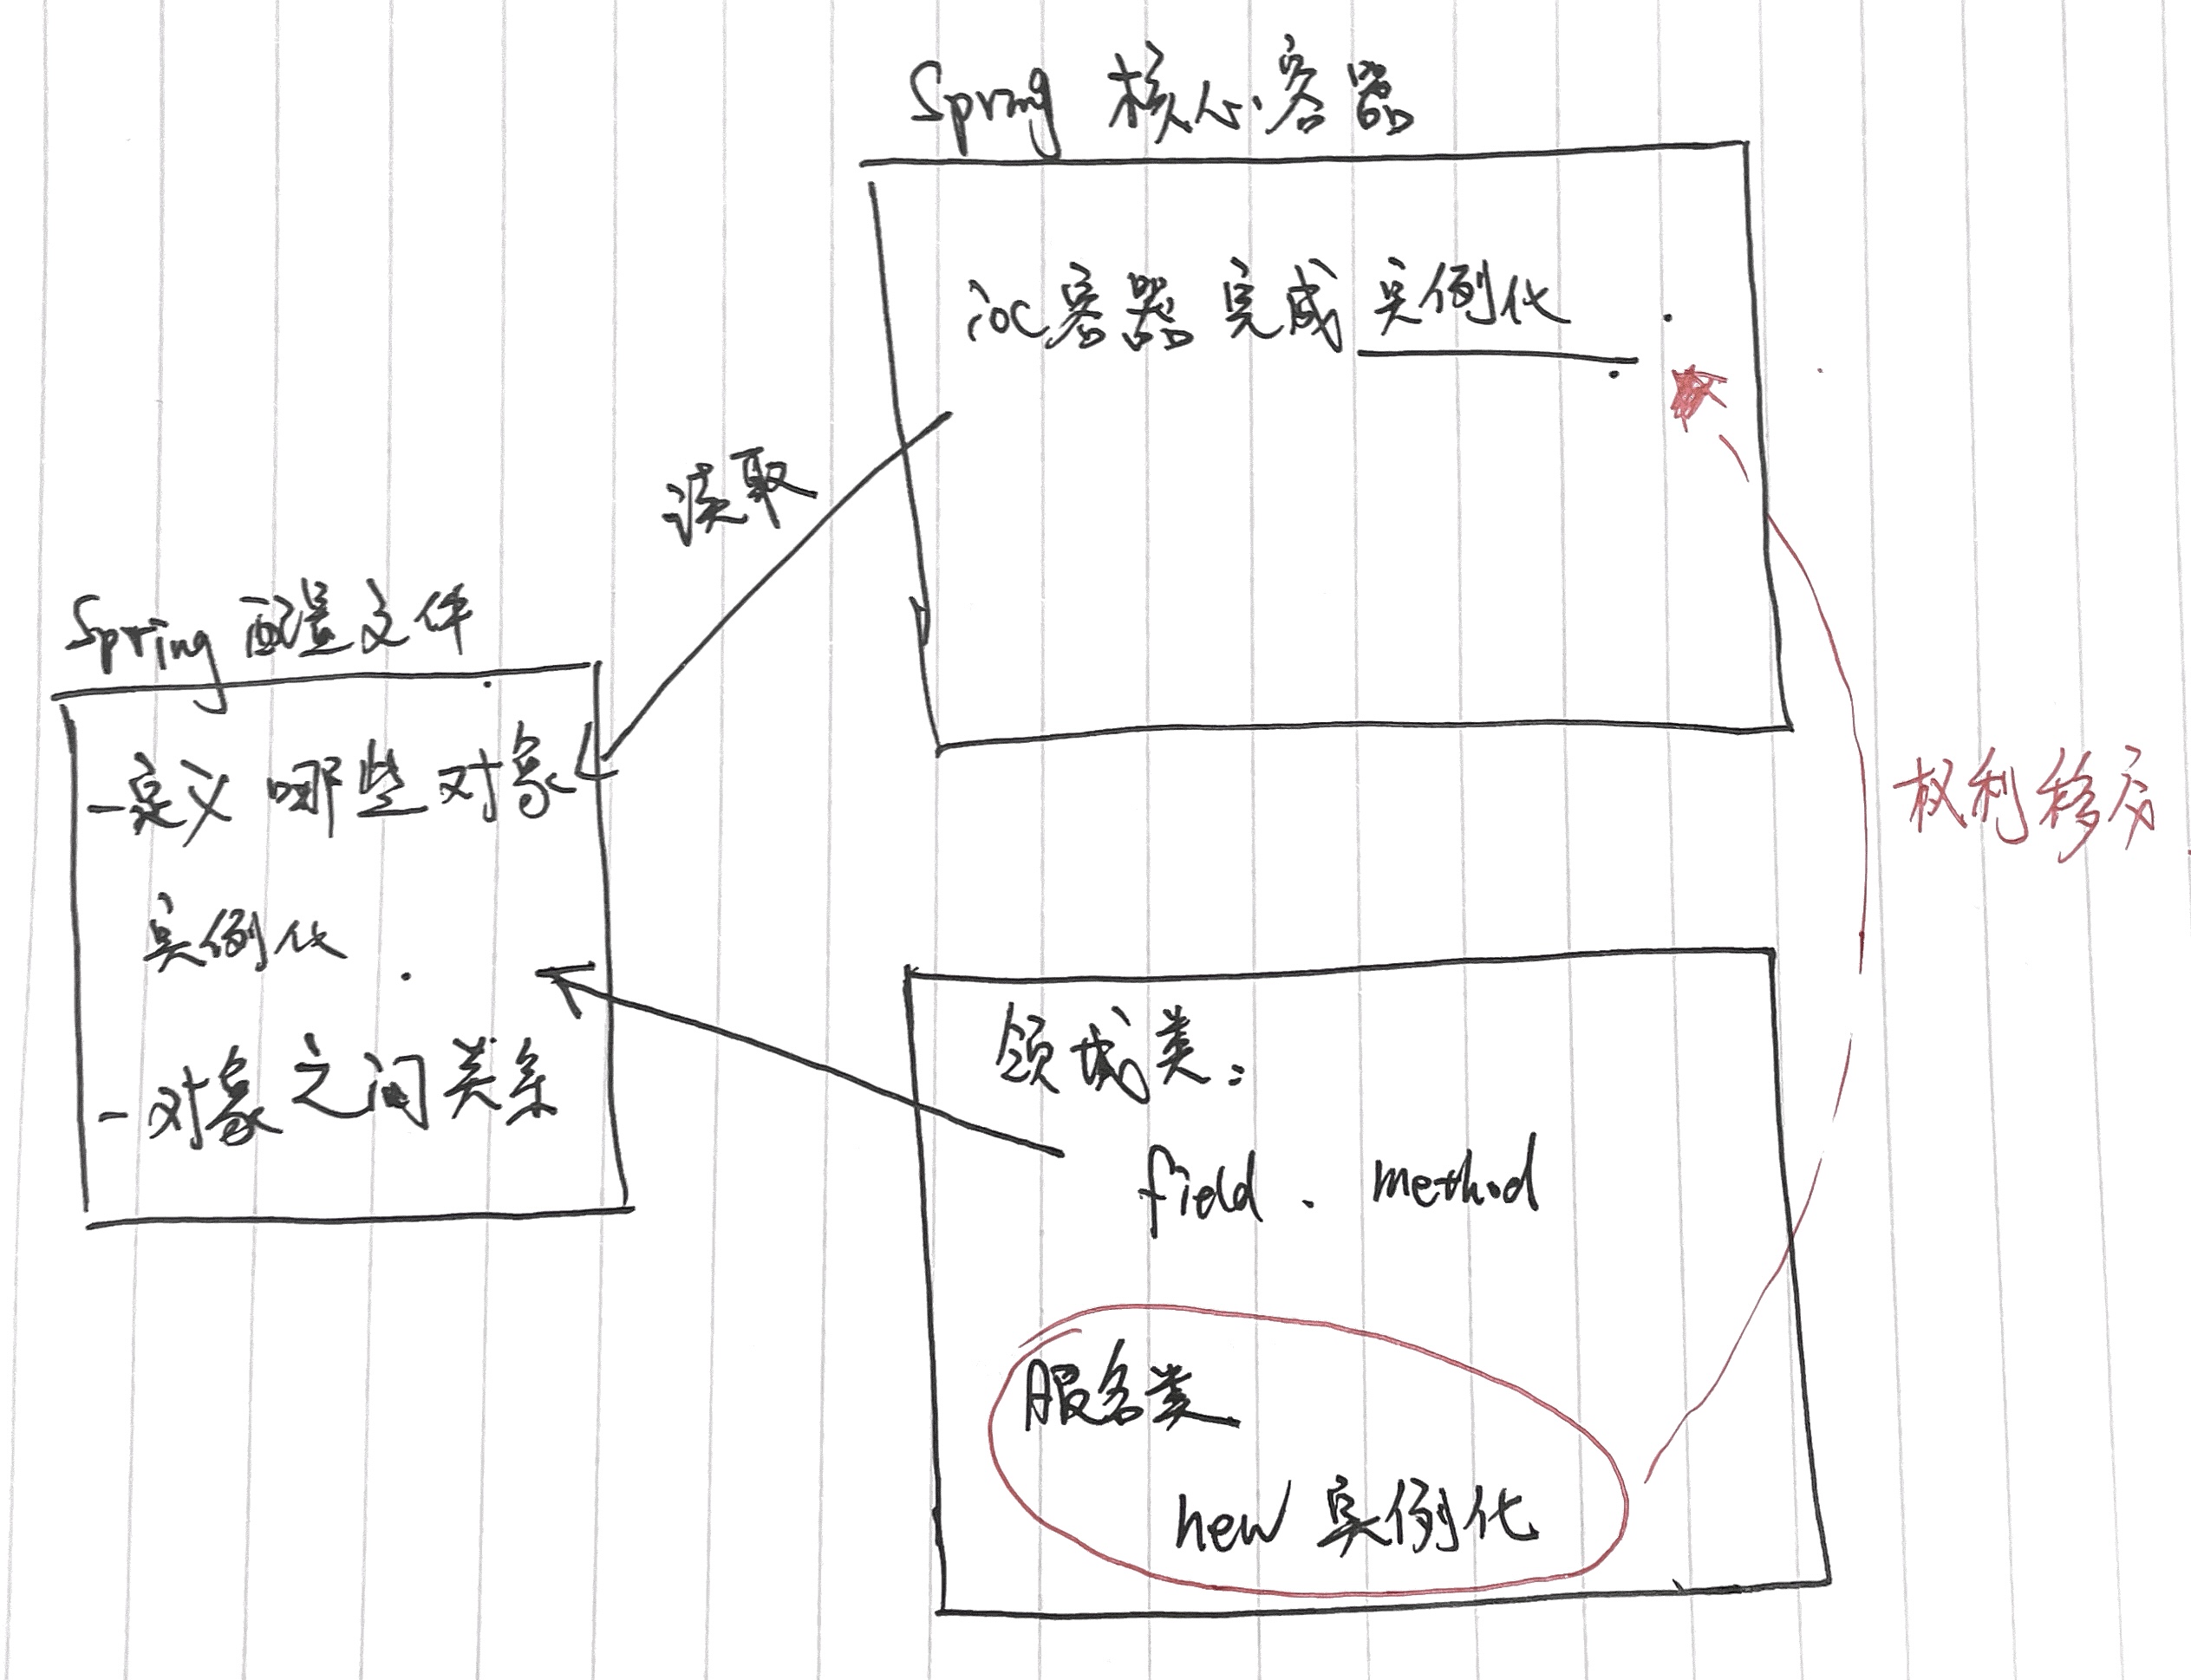 Spring 核心容器
ioc容器完成实例化
读取
Spring 配置文件
-定义 哪些对象
实例化
-对象之间关系
权利移交
领域类:
field . method
服务类
new 实例化